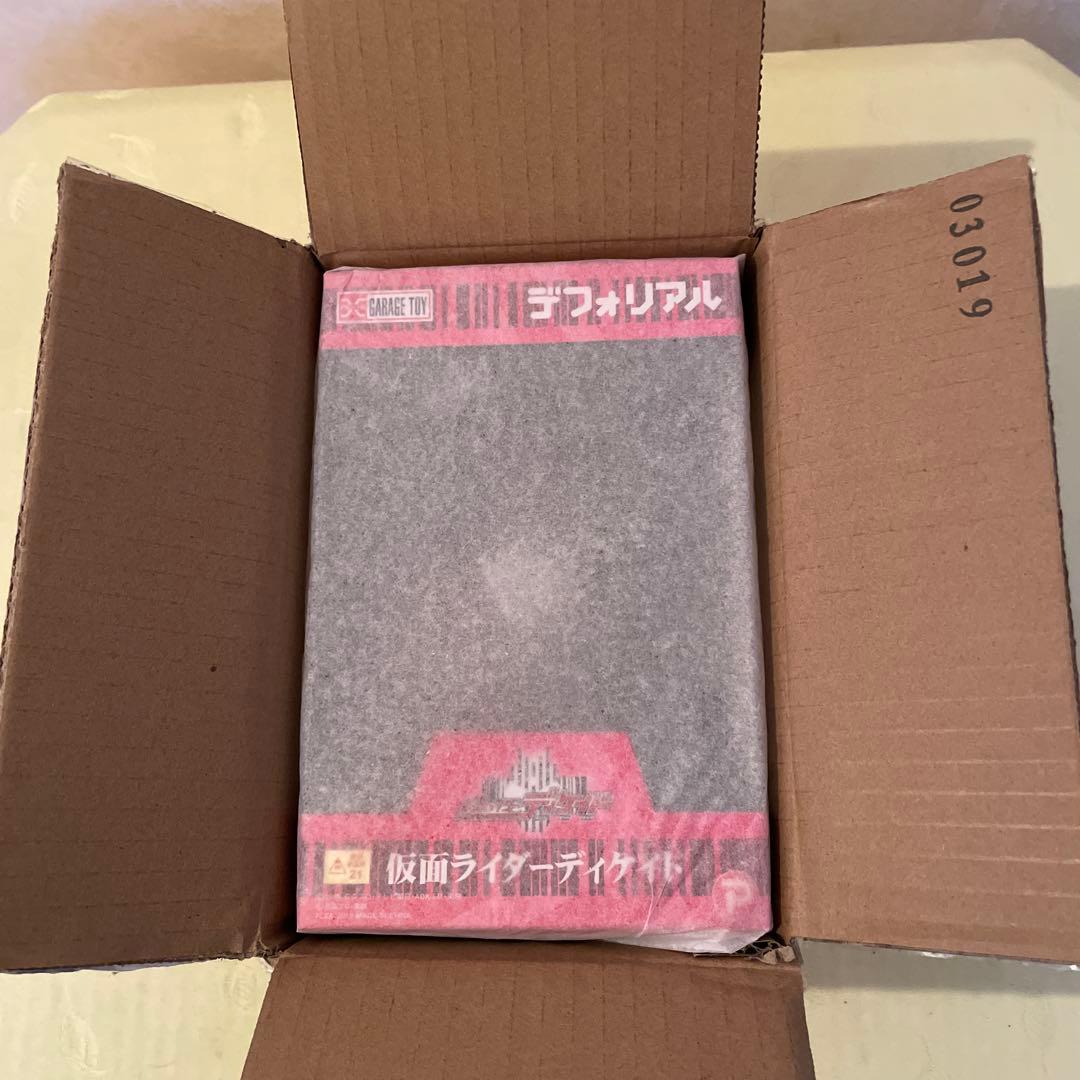 03019
GARAGE TOY
デフォリアル
21
仮面ライダーディケイド
P